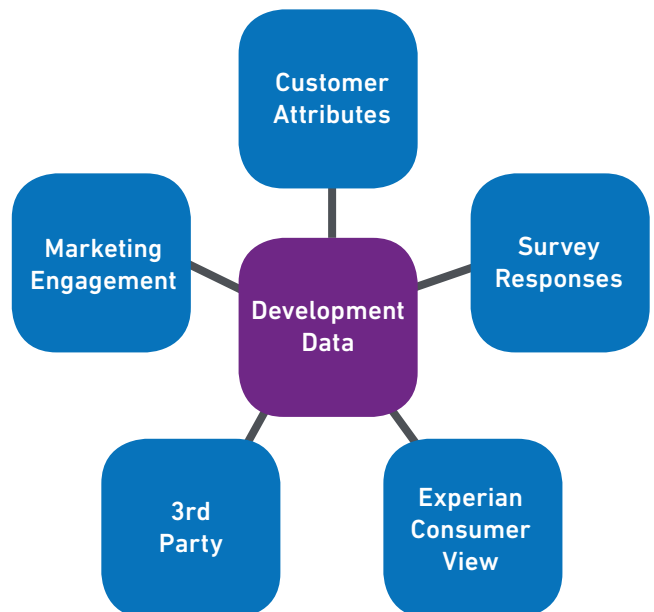 Customer
Attributes
Marketing
Engagement
Survey
Responses
Development
Data
3rd
Party
Experian
Consumer
View